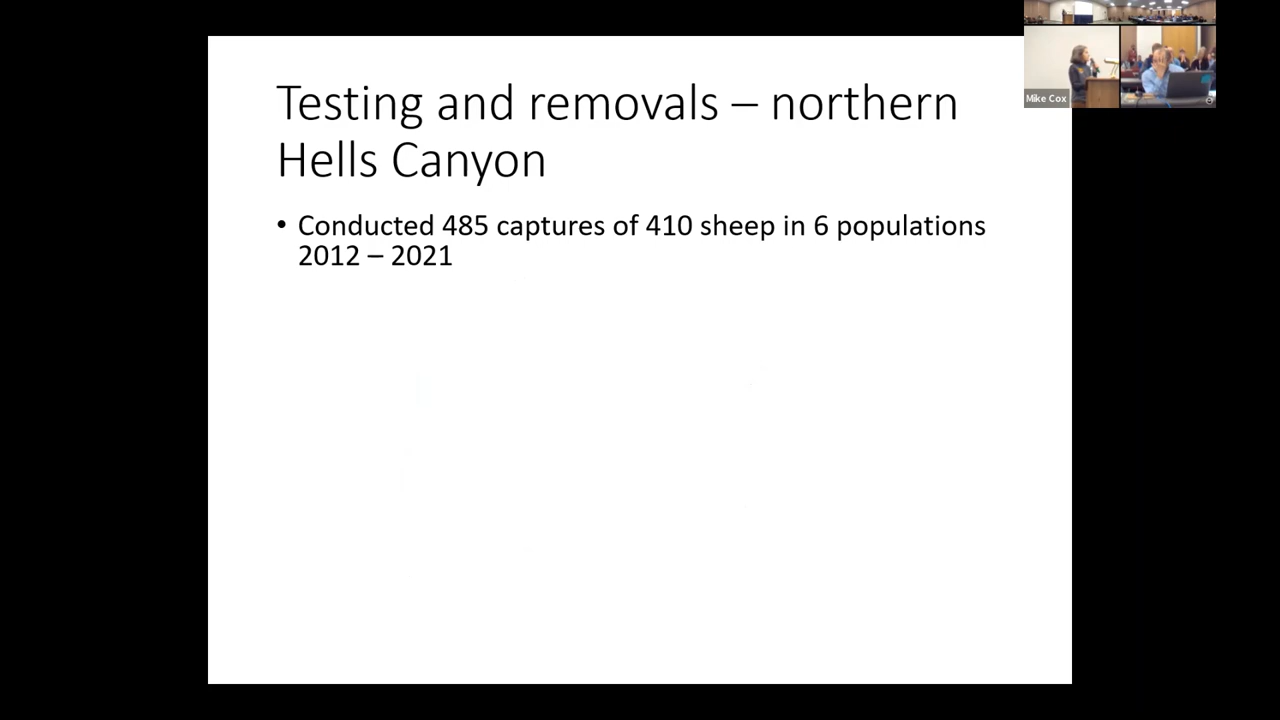 Testing and removals – northern
Hells Canyon
• Conducted 485 captures of 410 sheep in 6 populations
2012 – 2021
Mike Cox